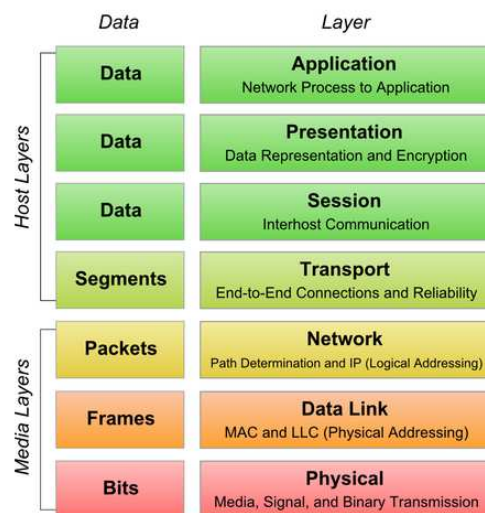 Data Layer
Host Layers
Data
Application
Network Process to Application
Data
Presentation
Data Representation and Encryption
Data
Session
Interhost Communication
Segments
Transport
End-to-End Connections and Reliability
Media Layers
Packets
Network
Path Determination and IP (Logical Addressing)
Frames
Data Link
MAC and LLC (Physical Addressing)
Bits
Physical
Media, Signal, and Binary Transmission